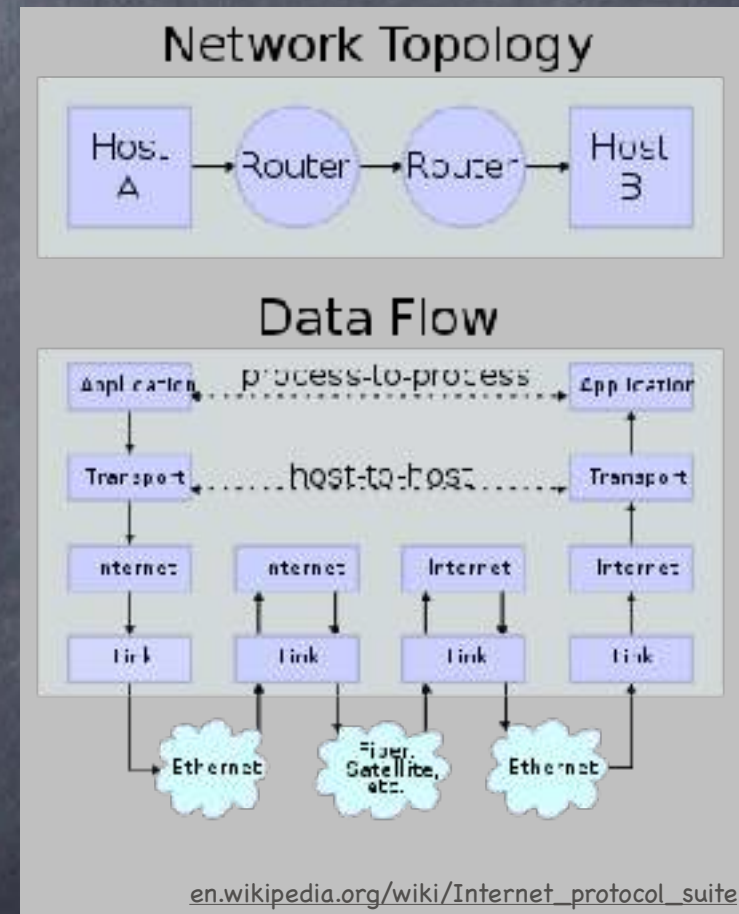 Network Topology
Host A
Router
Router
Host B
Data Flow
Application
process-to-process
Application
Transport
host-to-host
Transport
Internet
Internet
Internet
Internet
Link
Link
Link
Link
Ethernet
Fiber,
Satellite,
etc.
Ethernet
en.wikipedia.org/wiki/Internet_protocol_suite